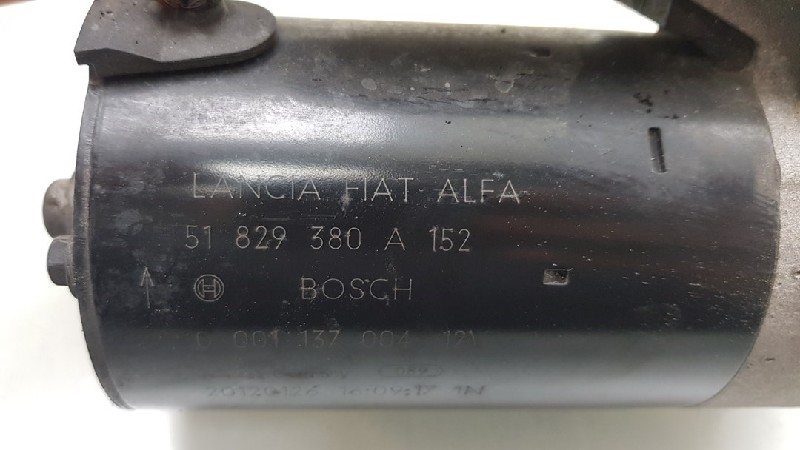 LANCIA FIAT ALFA
51 829 380 A 152
BOSCH
0 001 137 004 12V